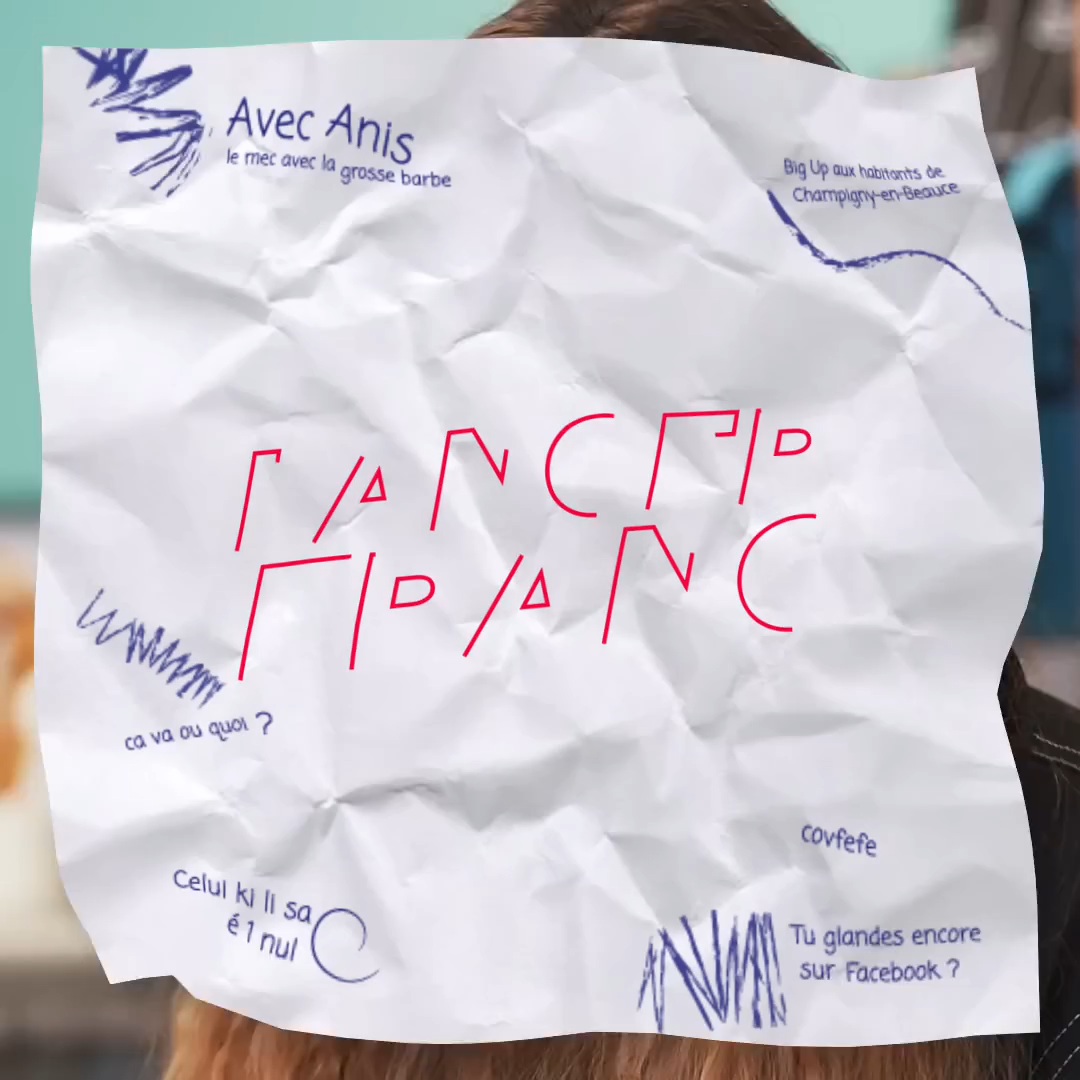 Avec Anis
le mec avec la grosse barbe
Big Up aux habitants de
Champigny-en-Beauce
ca va ou quoi ?
covfefe
Celui ki li sa
é 1 nul
Tu glandes encore
sur Facebook ?